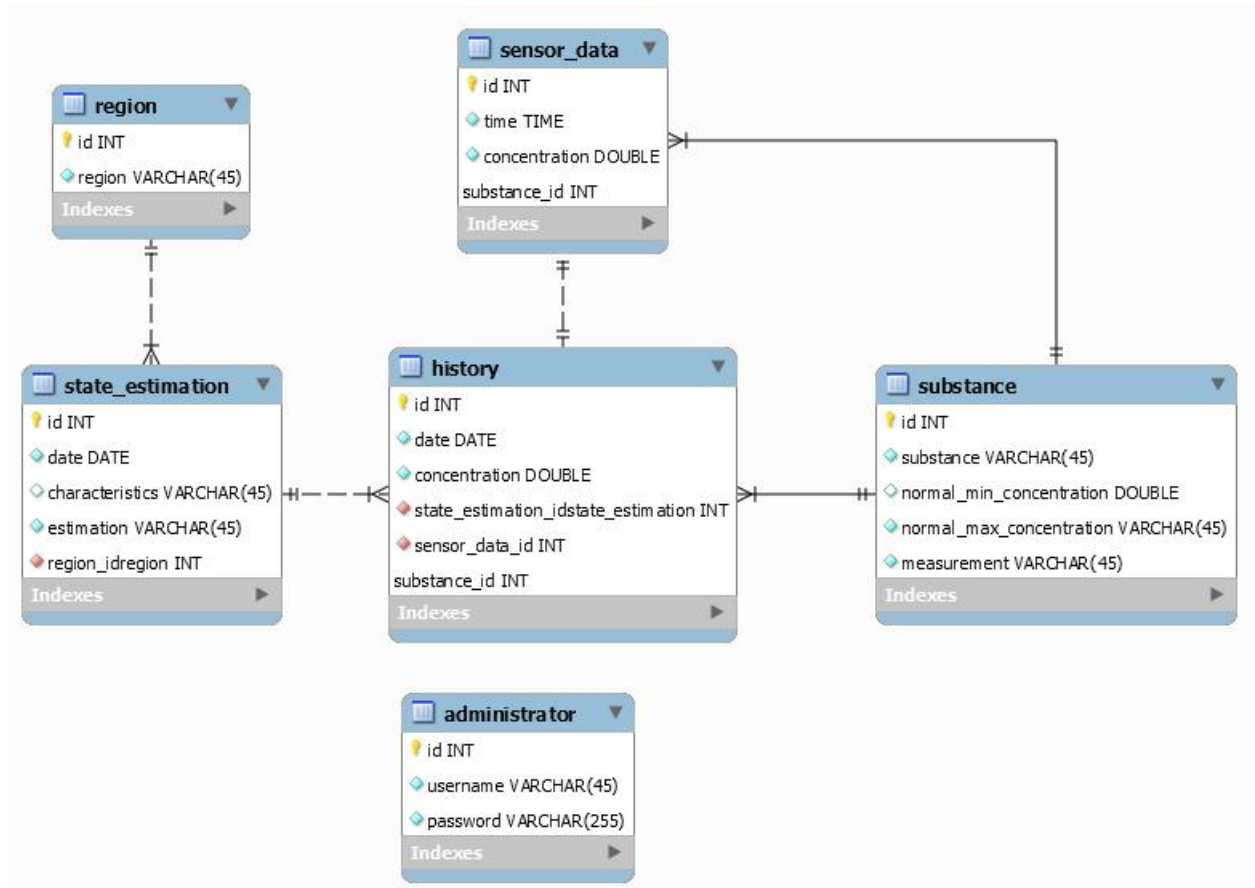 sensor_data
id INT
time TIME
concentration DOUBLE
substance_id INT
Indexes
region
id INT
region VARCHAR(45)
Indexes
state_estimation
id INT
date DATE
characteristics VARCHAR(45)
estimation VARCHAR(45)
region_idregion INT
Indexes
history
id INT
date DATE
concentration DOUBLE
state_estimation_idstate_estimation INT
sensor_data_id INT
substance_id INT
Indexes
substance
id INT
substance VARCHAR(45)
normal_min_concentration DOUBLE
normal_max_concentration VARCHAR(45)
measurement VARCHAR(45)
Indexes
administrator
id INT
username VARCHAR(45)
password VARCHAR(255)
Indexes